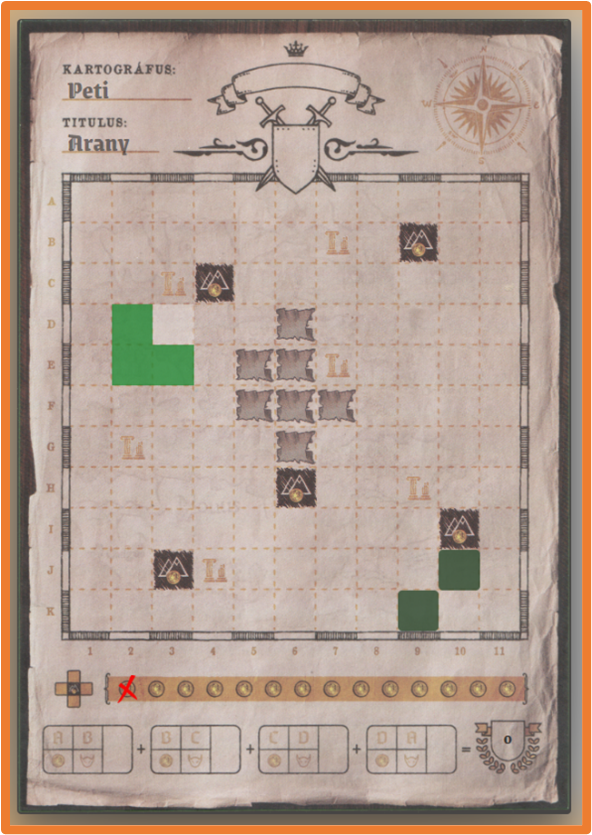 KARTOGRÁFUS:
Peti
TITULUS:
Arany
A
B
C
D
E
F
G
H
I
J
K
1 2 3 4 5 6 7 8 9 10 11
A B + B C + C D + D A = 0